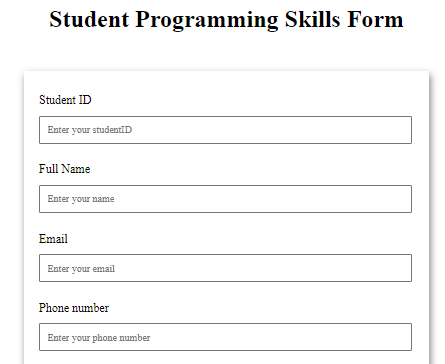 Student Programming Skills Form
Student ID
Enter your studentID
Full Name
Enter your name
Email
Enter your email
Phone number
Enter your phone number